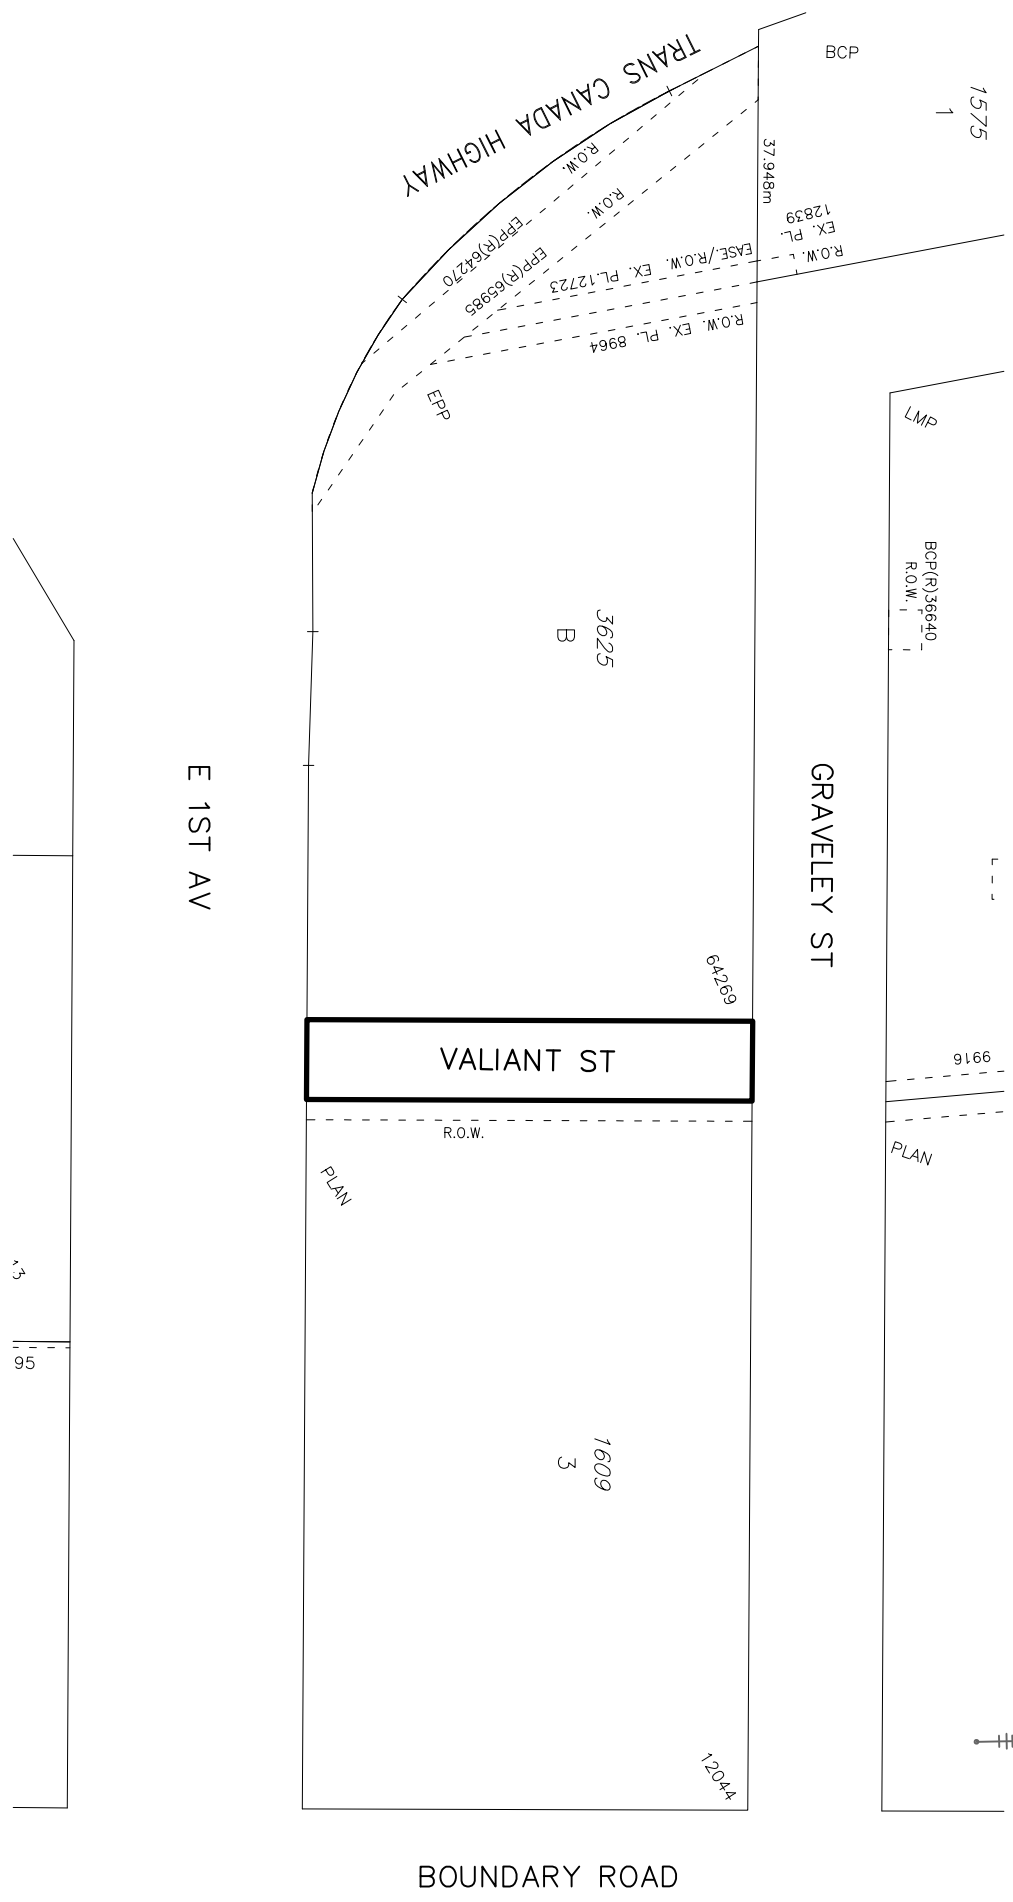 TRANS CANADA HIGHWAY
BCP
1575
1
37.948m
R.O.W.
R.O.W.
EPP(R)64270
EPP(R)65985
EASE./R.O.W. EX. PL.12723
R.O.W.
EX. PL.
12839
R.O.W. EX. PL. 8964
EPP
LMP
BCP(R)36640
R.O.W.
3625
B
E 1ST AV
GRAVELEY ST
64269
VALIANT ST
R.O.W.
9916
PLAN
PLAN
95
1609
3
12044
BOUNDARY ROAD